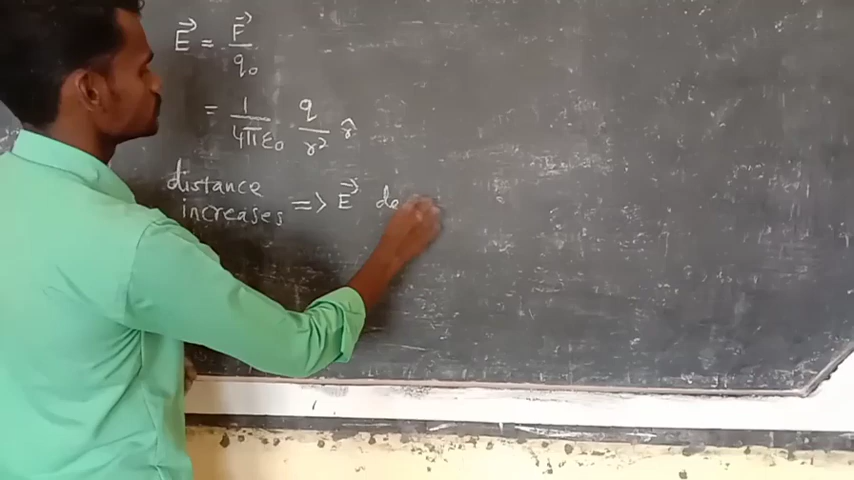 E⃗ = F⃗ / q₀
= 1 / 4πε₀ q / r² r̂
distance
increases => E⃗ de